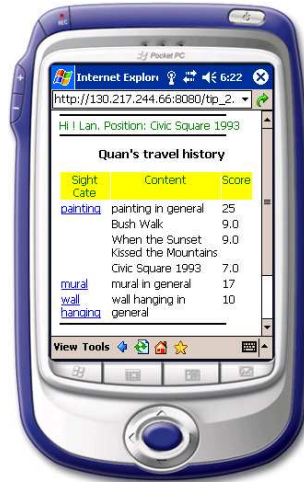 REC
Pocket PC
Internet Explor 6:22
http://130.217.244.66:8080/tip_2.
Hi ! Lan. Position: Civic Square 1993
Quan's travel history
Sight Cate Content Score
painting painting in general 25
Bush Walk 9.0
When the Sunset Kissed the Mountains 9.0
Civic Square 1993 7.0
mural mural in general 17
wall hanging wall hanging in general 10
View Tools